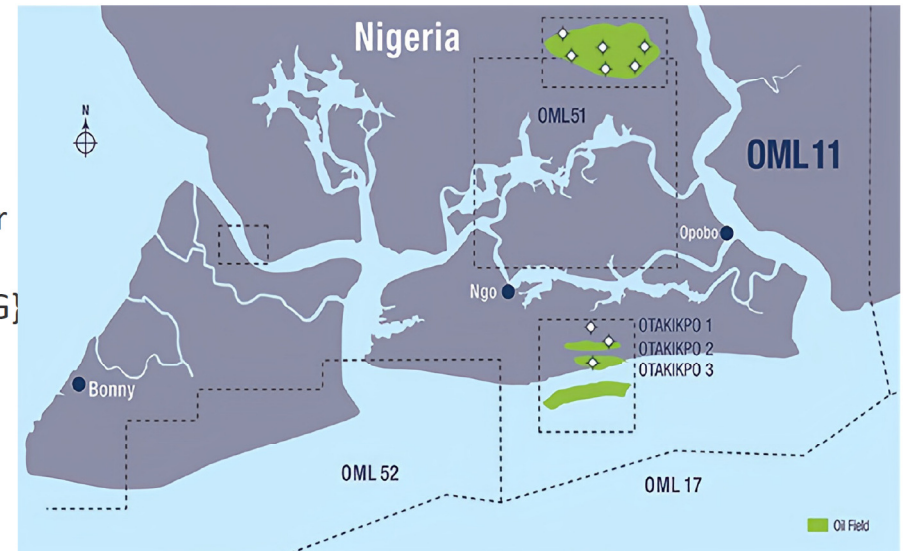 Nigeria
N
OML51
OML 11
r
Opobo
G}
Ngo
OTAKIKPO 1
OTAKIKPO 2
OTAKIKPO 3
Bonny
OML 52
OML 17
Oil Field